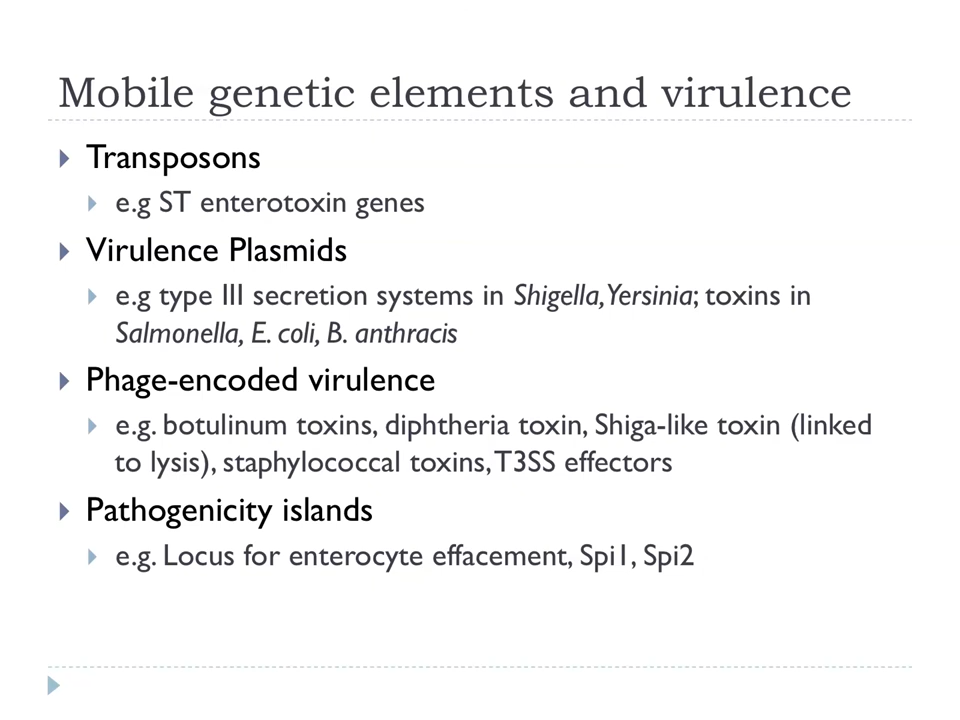 Mobile genetic elements and virulence
Transposons
e.g ST enterotoxin genes
Virulence Plasmids
e.g type III secretion systems in Shigella, Yersinia; toxins in
Salmonella, E. coli, B. anthracis
Phage-encoded virulence
e.g. botulinum toxins, diphtheria toxin, Shiga-like toxin (linked
to lysis), staphylococcal toxins, T3SS effectors
Pathogenicity islands
e.g. Locus for enterocyte effacement, Spi1, Spi2